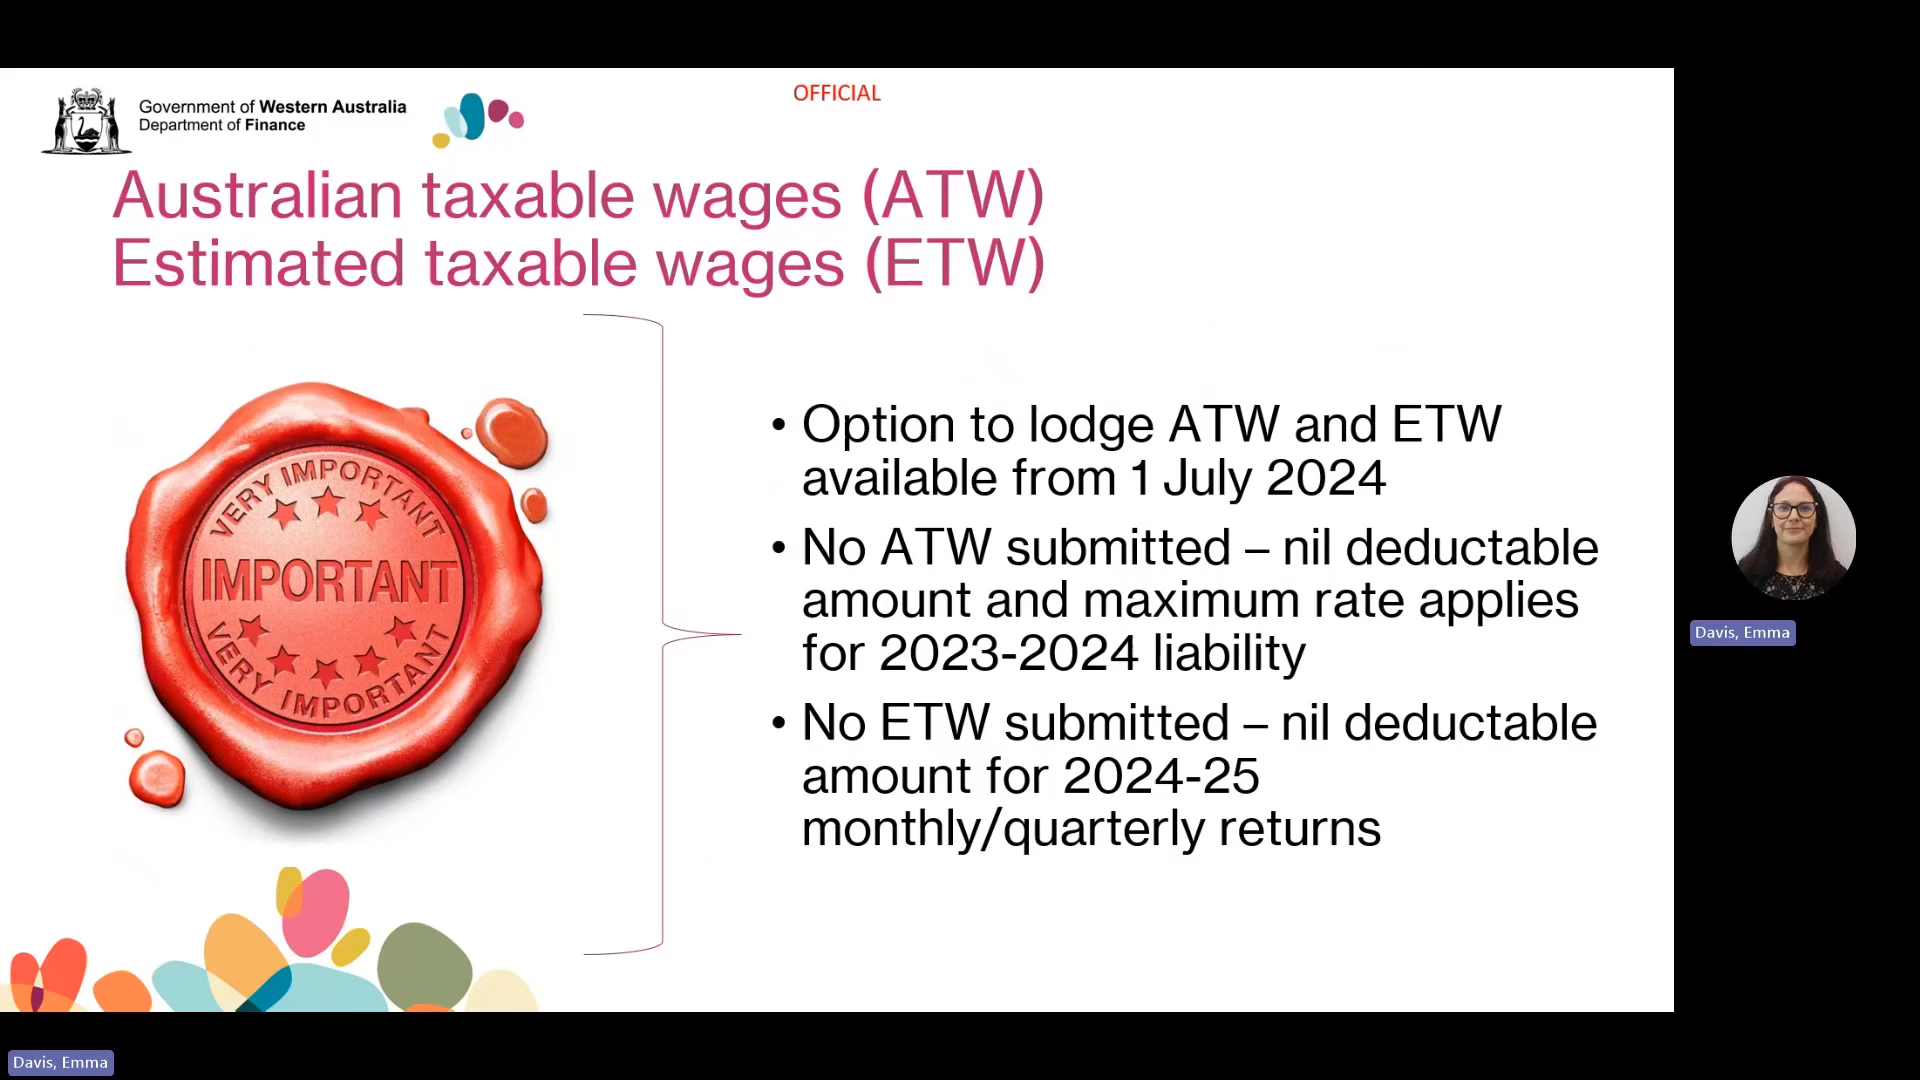 OFFICIAL
Government of Western Australia
Department of Finance
Australian taxable wages (ATW)
Estimated taxable wages (ETW)
VERY IMPORTANT
IMPORTANT
VERY IMPORTANT
• Option to lodge ATW and ETW
available from 1 July 2024
• No ATW submitted – nil deductable
amount and maximum rate applies
for 2023-2024 liability
• No ETW submitted – nil deductable
amount for 2024-25
monthly/quarterly returns
Davis, Emma
Davis, Emma